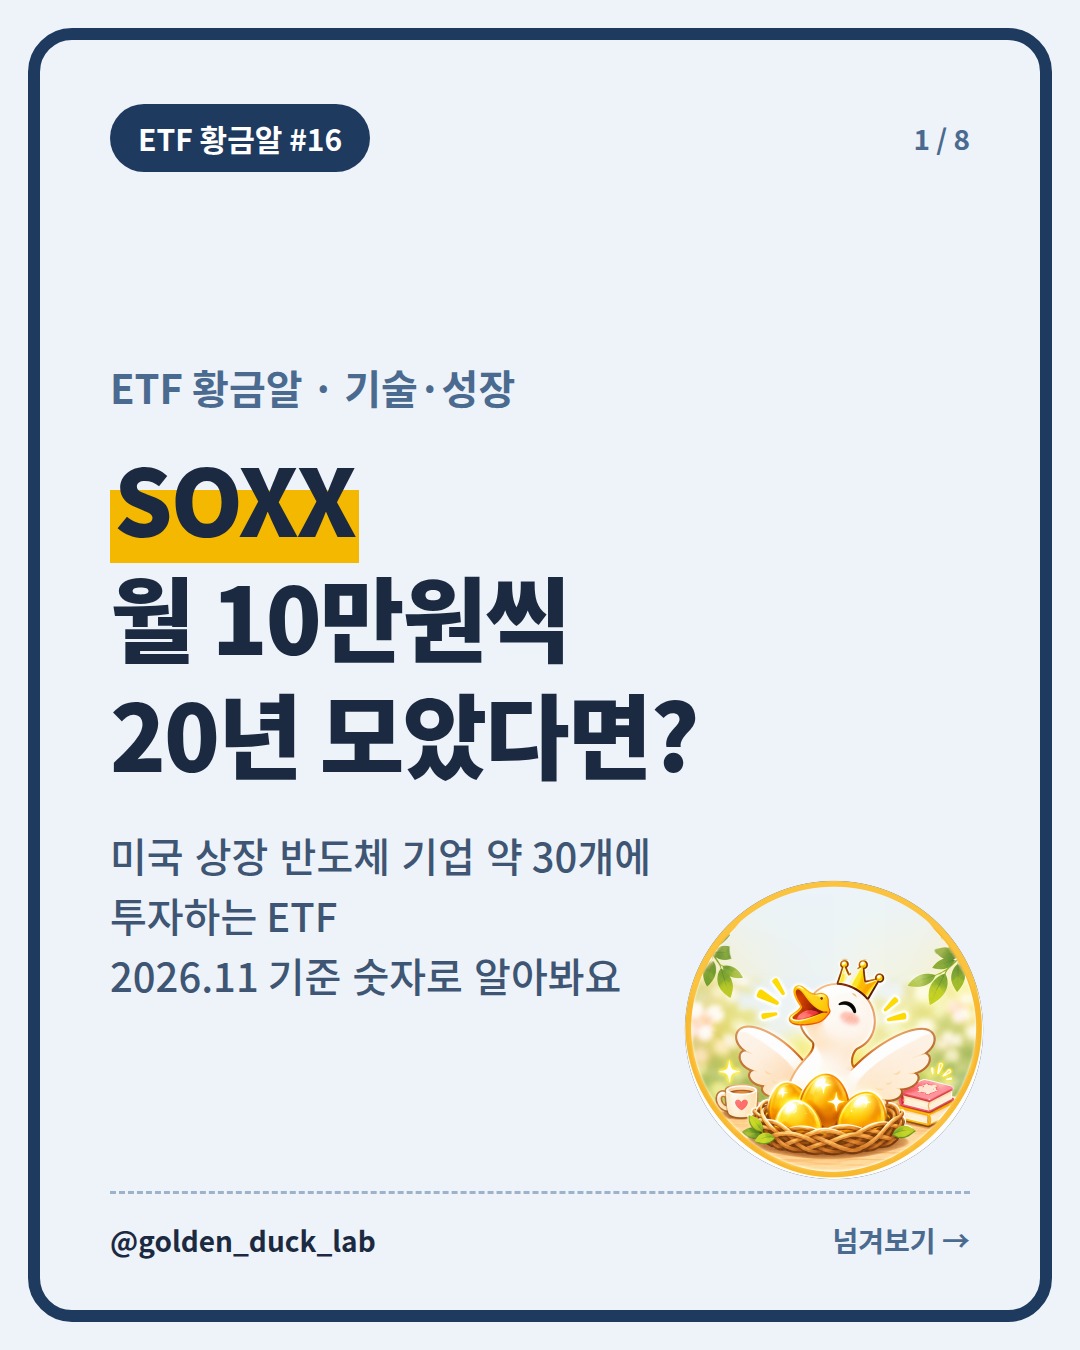 ETF 황금알 #16
1 / 8
ETF 황금알 · 기술·성장
SOXX
월 10만원씩
20년 모았다면?
미국 상장 반도체 기업 약 30개에
투자하는 ETF
2026.11 기준 숫자로 알아봐요
@golden_duck_lab
넘겨보기 →